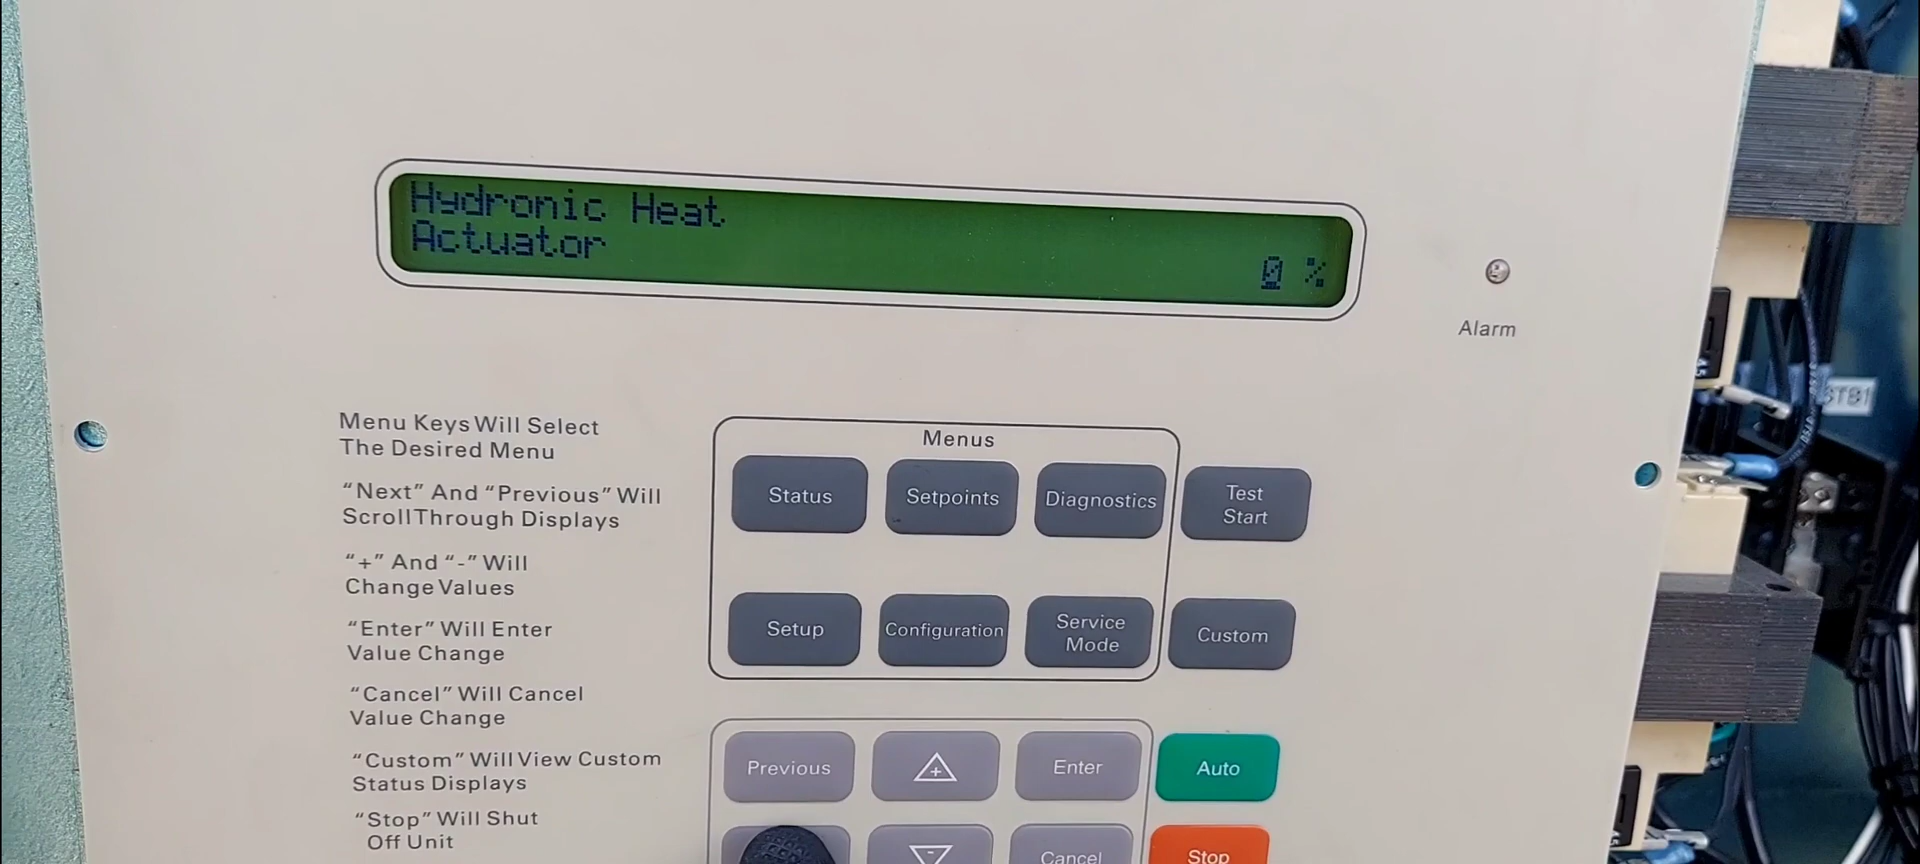 Hydronic Heat
Actuator
0 %
Alarm
Menu Keys Will Select
The Desired Menu
“Next” And “Previous” Will
Scroll Through Displays
“+” And “-” Will
Change Values
“Enter” Will Enter
Value Change
“Cancel” Will Cancel
Value Change
“Custom” Will View Custom
Status Displays
“Stop” Will Shut
Off Unit
Menus
Status
Setpoints
Diagnostics
Test
Start
Setup
Configuration
Service
Mode
Custom
Previous
+
Enter
Auto
-
Cancel
Stop